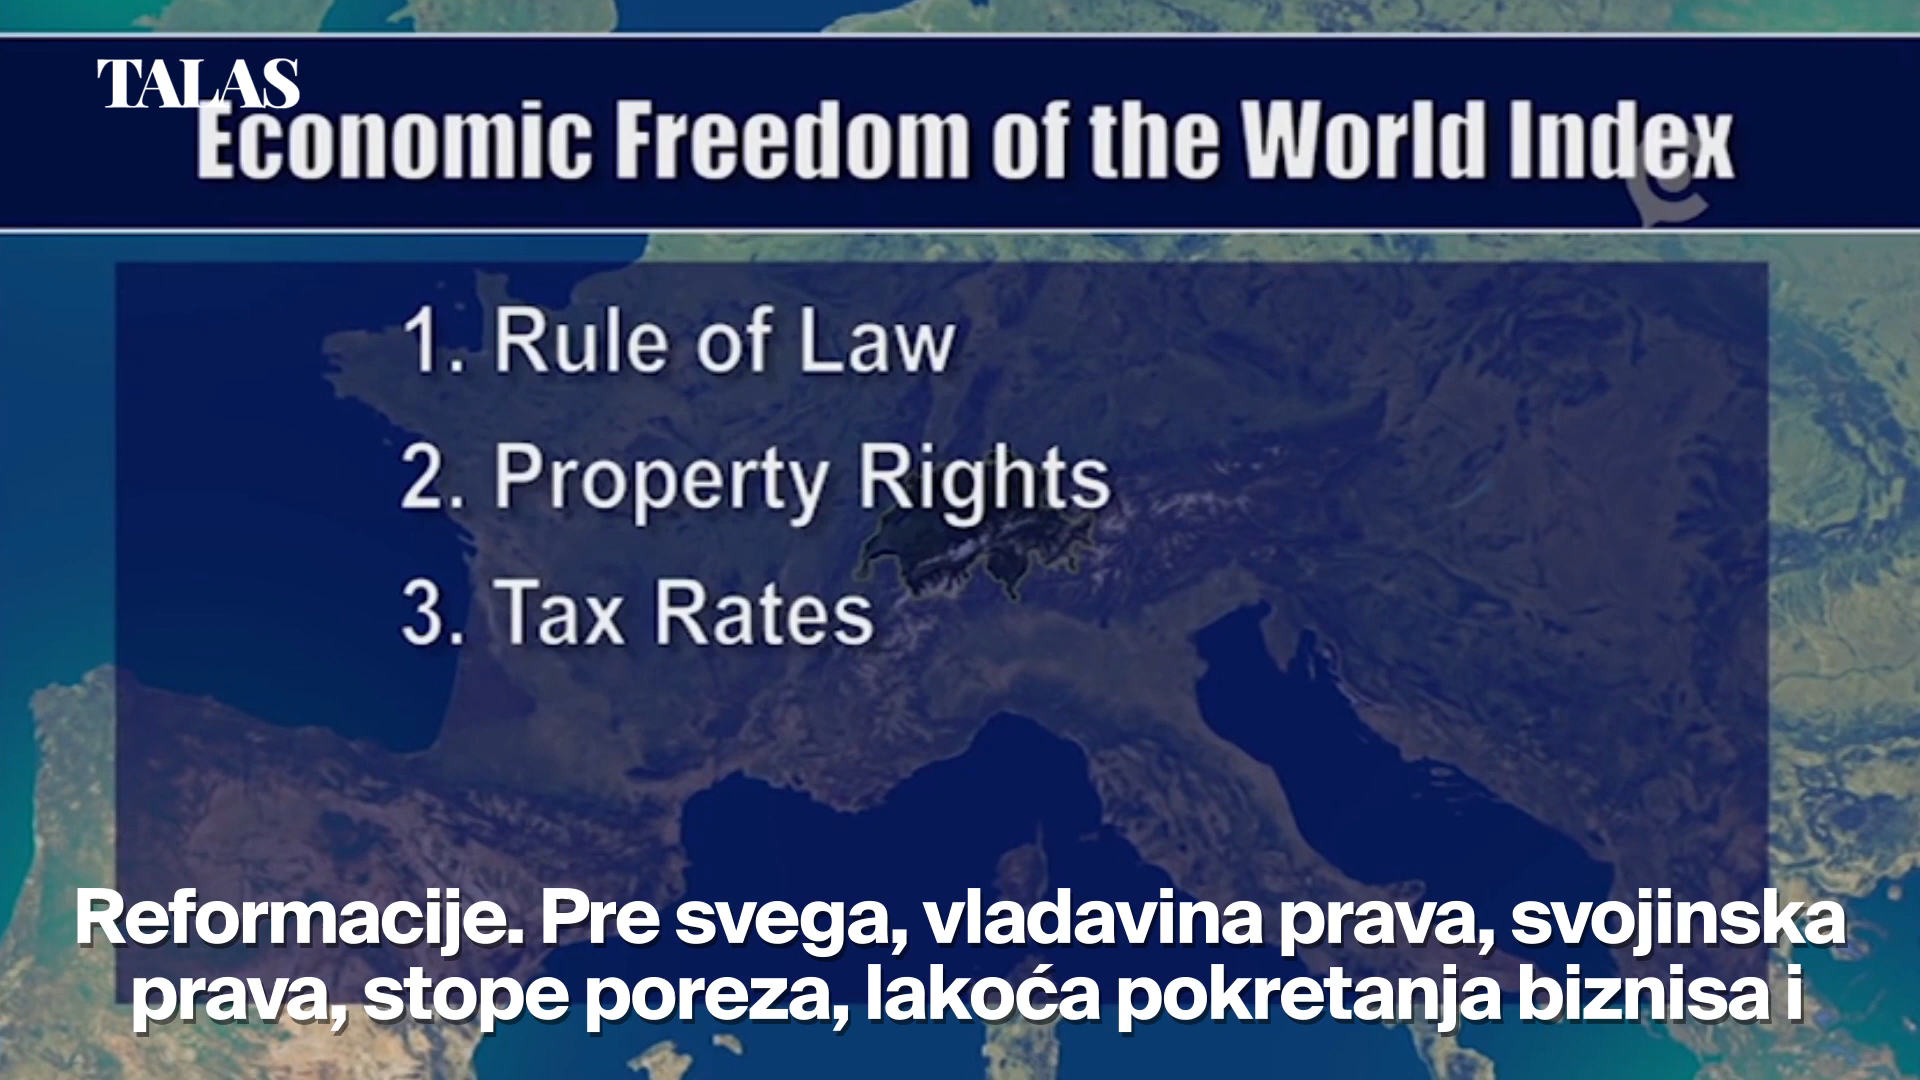 TALAS
Economic Freedom of the World Index
1. Rule of Law
2. Property Rights
3. Tax Rates
Reformacije. Pre svega, vladavina prava, svojinska
prava, stope poreza, lakoća pokretanja biznisa i